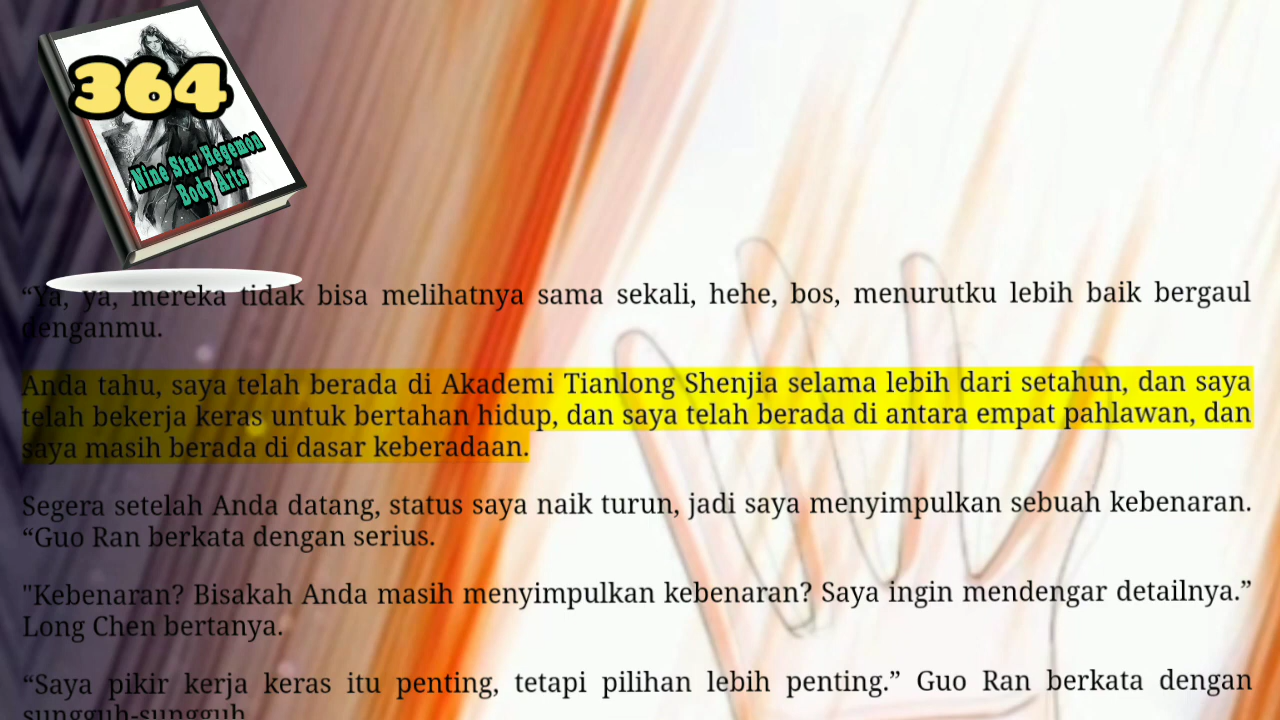 364
Nine Star Hegemon
Body Arts
“Ya, ya, mereka tidak bisa melihatnya sama sekali, hehe, bos, menurutku lebih baik bergaul
denganmu.
Anda tahu, saya telah berada di Akademi Tianlong Shenjia selama lebih dari setahun, dan saya
telah bekerja keras untuk bertahan hidup, dan saya telah berada di antara empat pahlawan, dan
saya masih berada di dasar keberadaan.
Segera setelah Anda datang, status saya naik turun, jadi saya menyimpulkan sebuah kebenaran.
“Guo Ran berkata dengan serius.
"Kebenaran? Bisakah Anda masih menyimpulkan kebenaran? Saya ingin mendengar detailnya.”
Long Chen bertanya.
“Saya pikir kerja keras itu penting, tetapi pilihan lebih penting.” Guo Ran berkata dengan
sungguh-sungguh